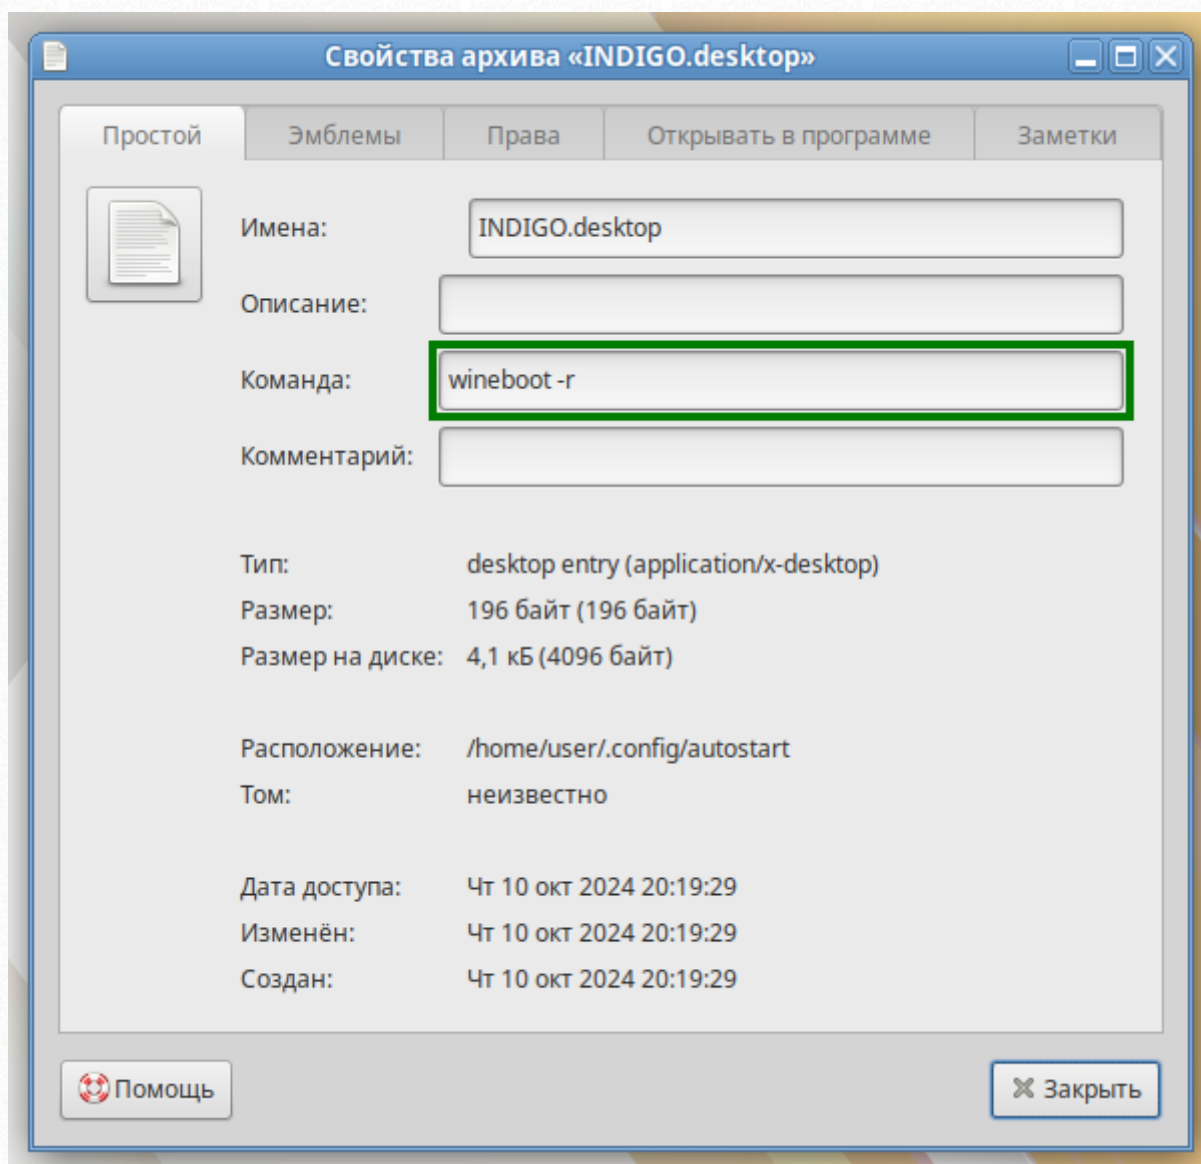 Свойства архива «INDIGO.desktop»
Простой Эмблемы Права Открывать в программе Заметки
Имена: INDIGO.desktop
Описание:
Команда: wineboot -r
Комментарий:
Тип: desktop entry (application/x-desktop)
Размер: 196 байт (196 байт)
Размер на диске: 4,1 кБ (4096 байт)
Расположение: /home/user/.config/autostart
Том: неизвестно
Дата доступа: Чт 10 окт 2024 20:19:29
Изменён: Чт 10 окт 2024 20:19:29
Создан: Чт 10 окт 2024 20:19:29
Помощь Закрыть